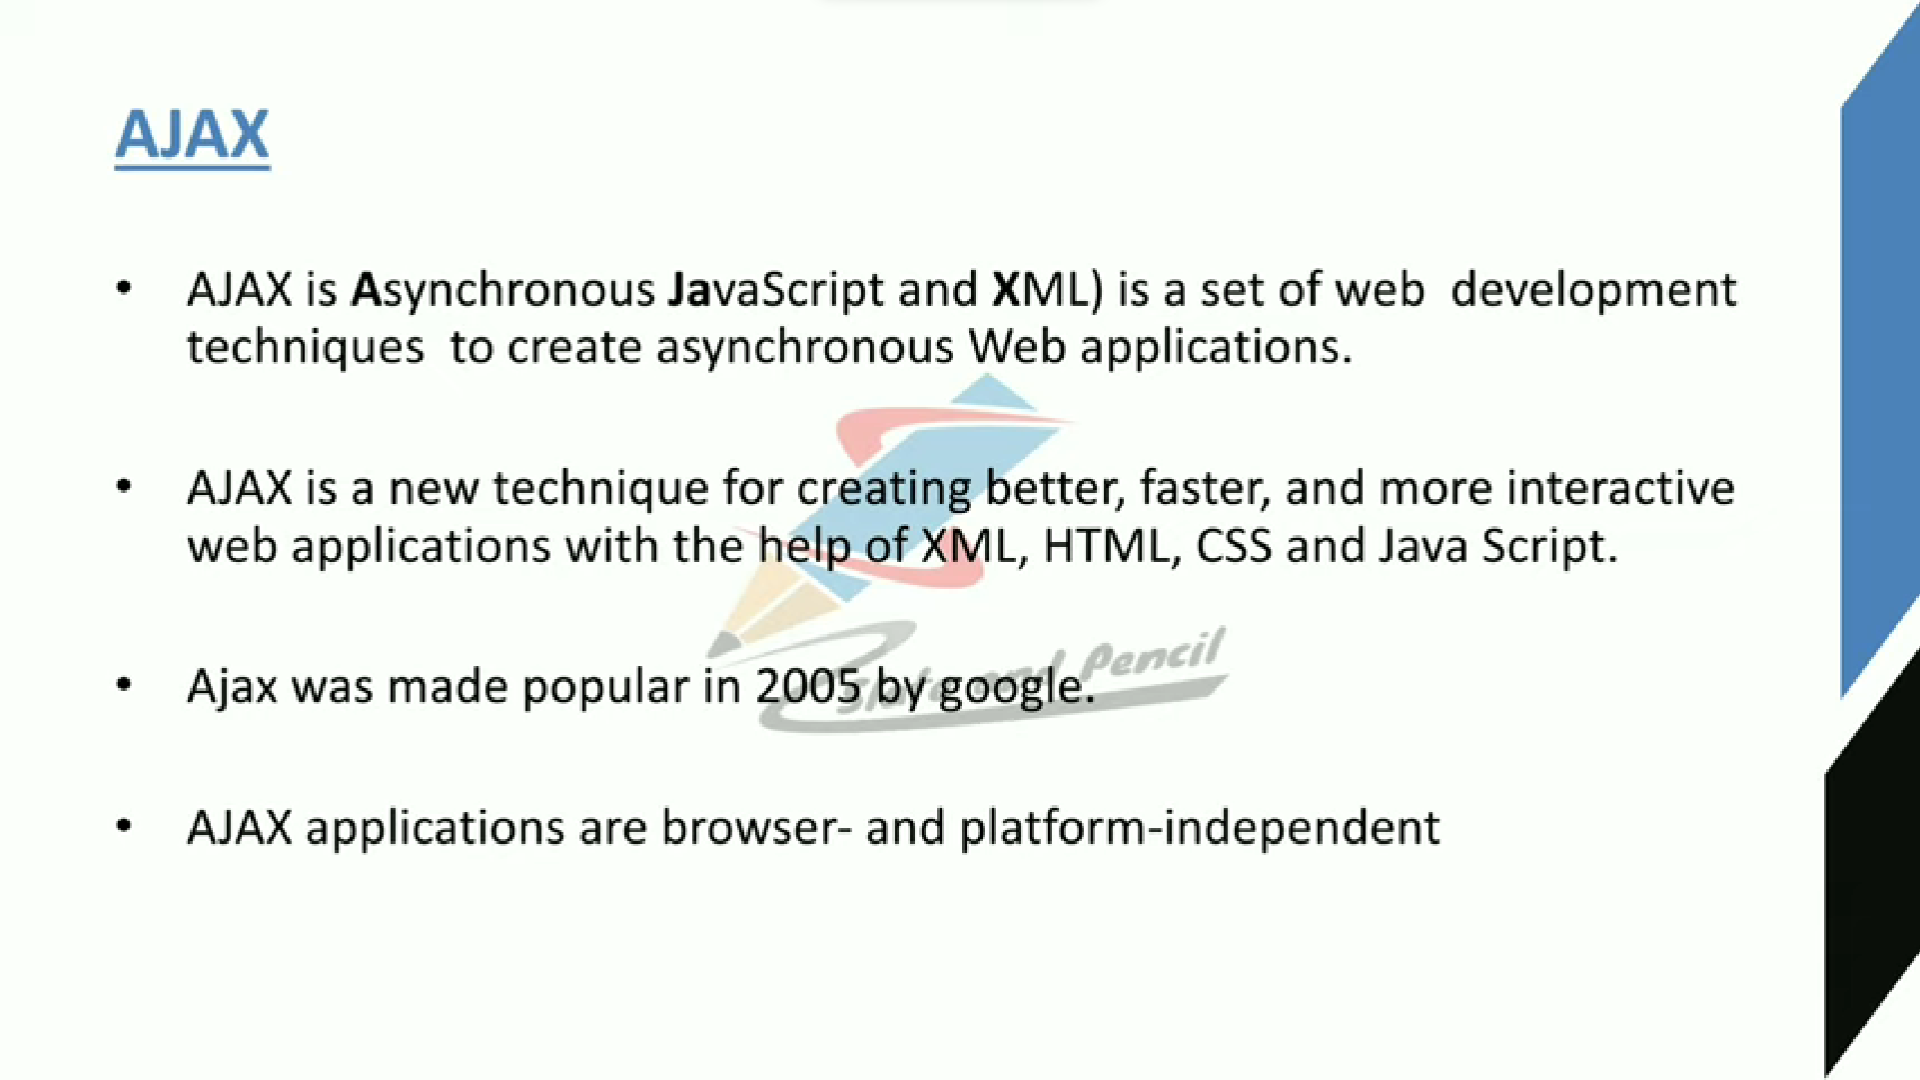 AJAX
• AJAX is Asynchronous JavaScript and XML) is a set of web development
techniques to create asynchronous Web applications.
• AJAX is a new technique for creating better, faster, and more interactive
web applications with the help of XML, HTML, CSS and Java Script.
• Ajax was made popular in 2005 by google.
Slate and Pencil
• AJAX applications are browser- and platform-independent